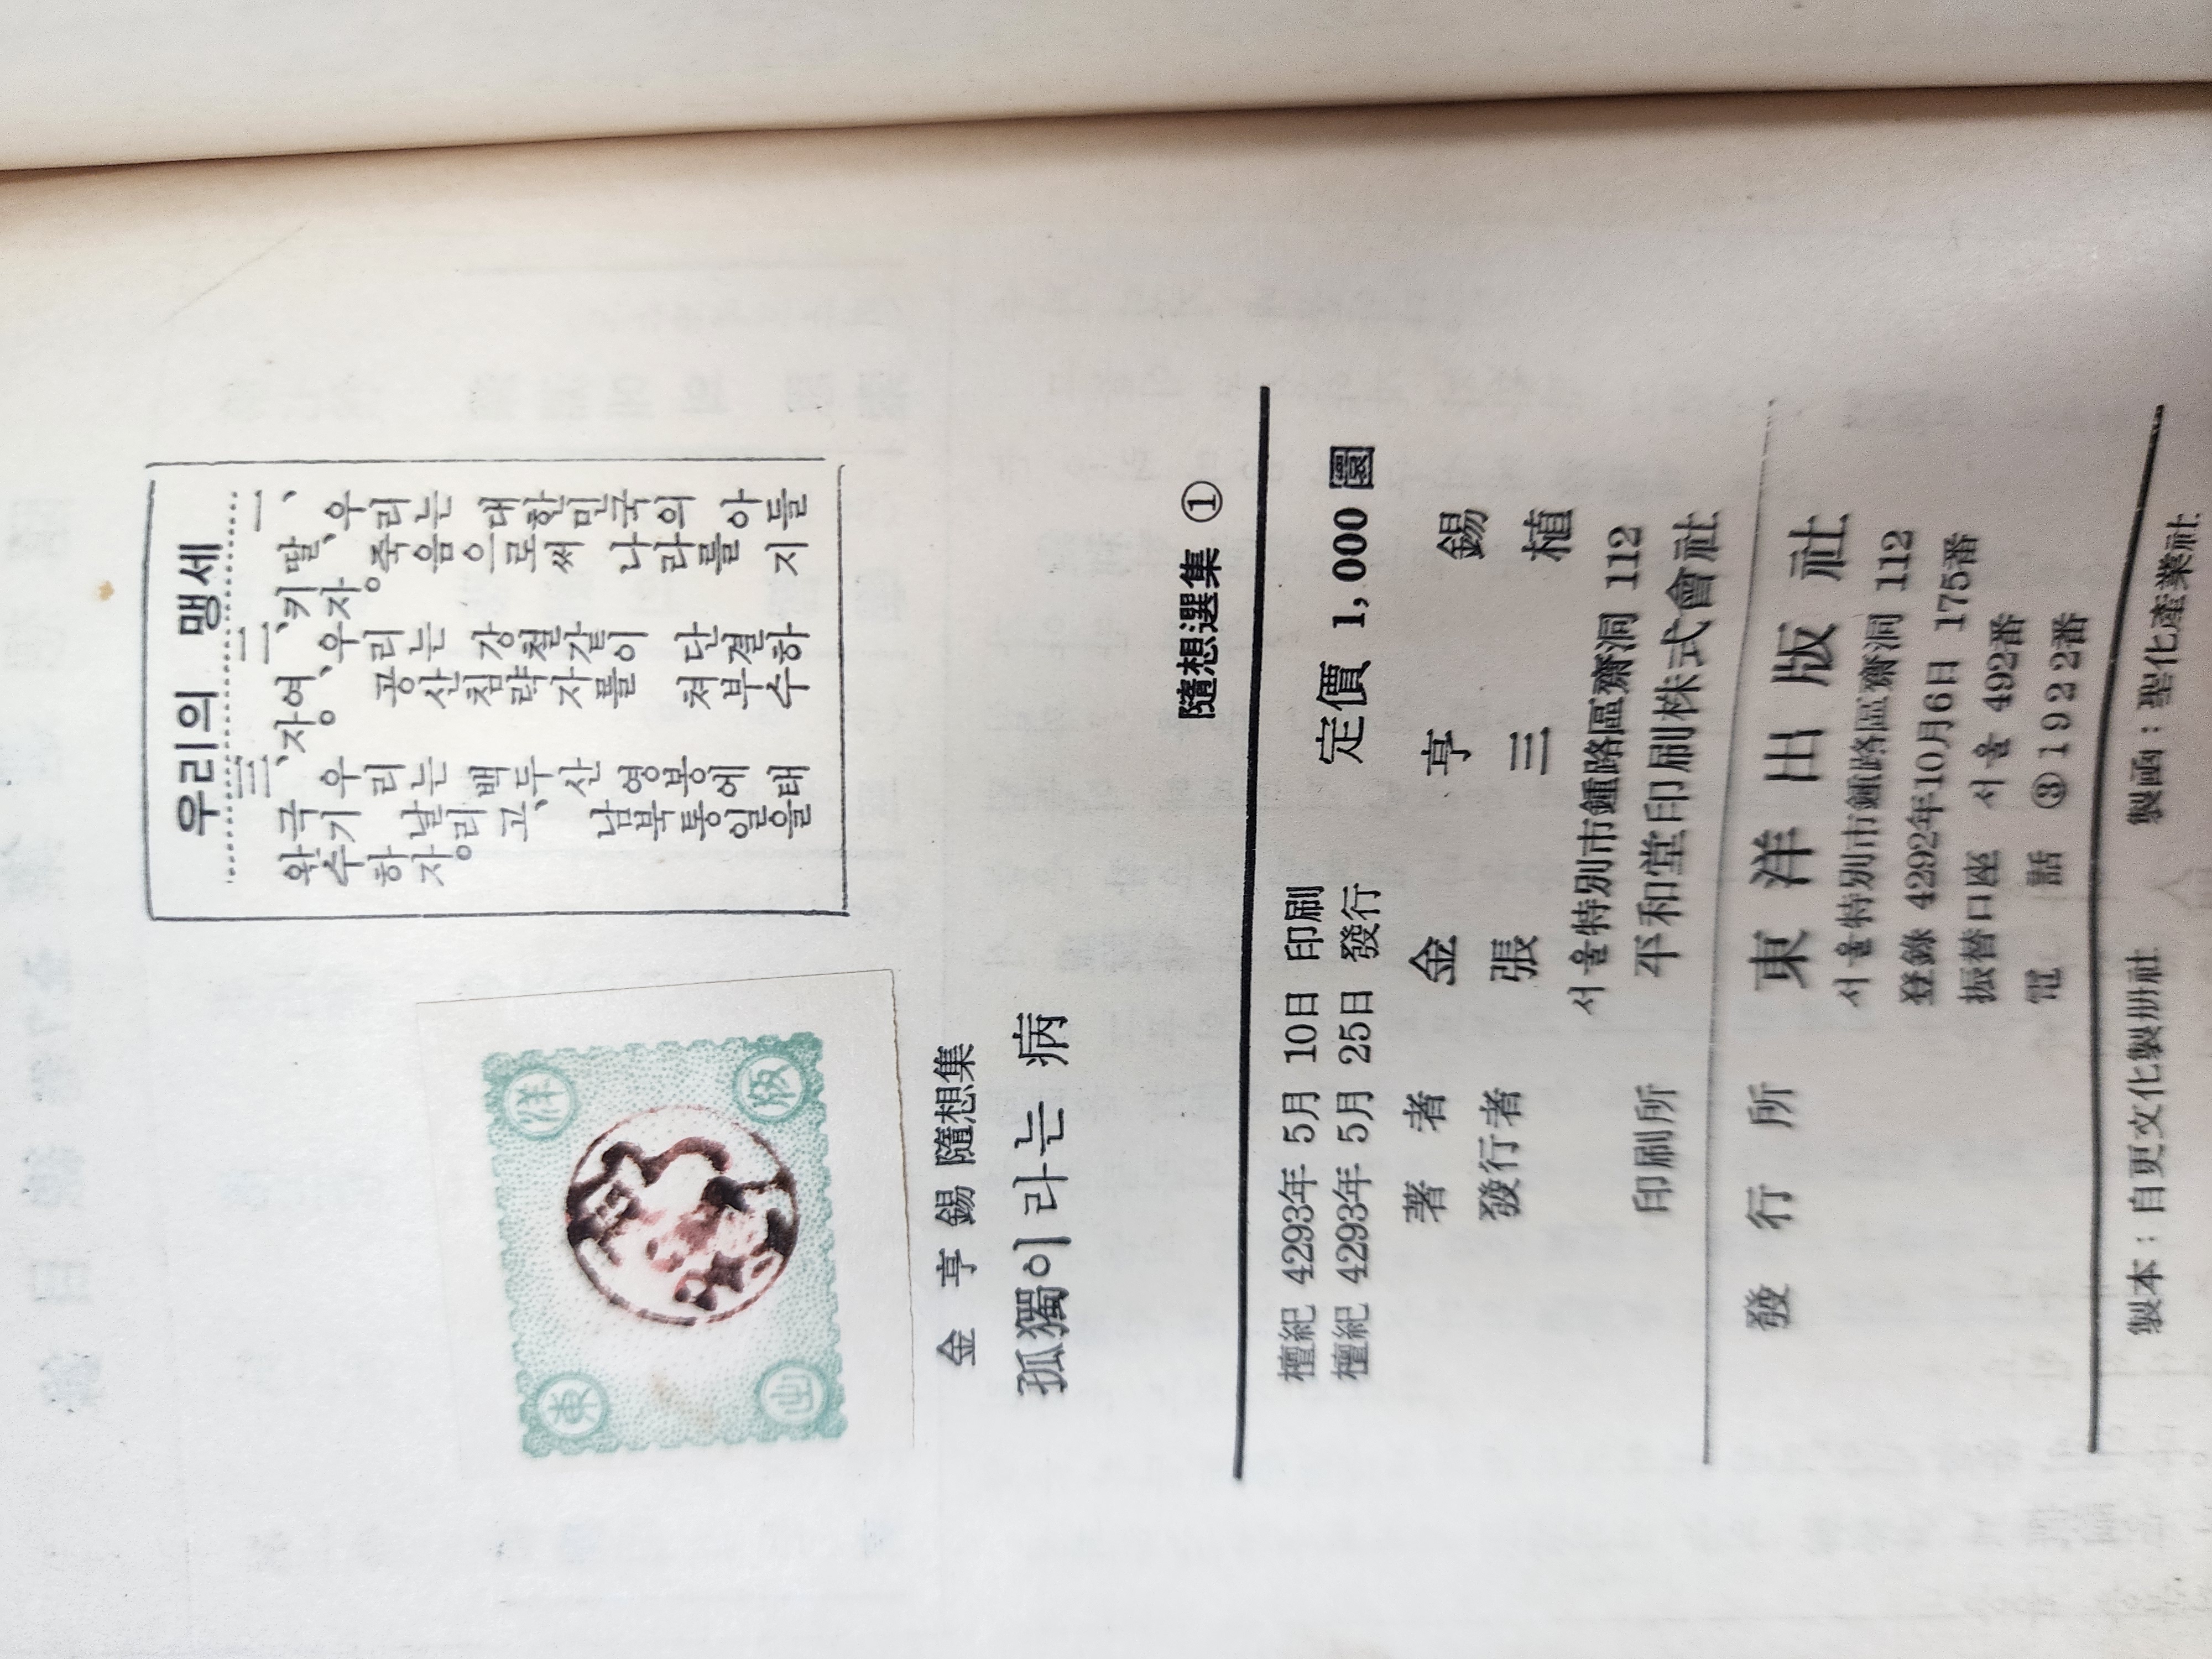 우리의 맹세
一、우리는 대한민국의 아들
딸、죽음으로써 나라를 지
키자。
二、우리는 강철같이 단결하
여、공산침략자를 쳐부수
자。
三、우리는 백두산 영봉에 태
극기 날리고、남북통일을
완수하자。
東 洋
出 版
金 亨 錫 隨想集
孤獨이라는 病
隨想選集 ①
檀紀 4293年 5月 10日 印刷
檀紀 4293年 5月 25日 發行
定價 1,000 圜
著 者 金 亨 錫
發行者 張 三 植
서울特別市鍾路區齋洞 112
印刷所 平和堂印刷株式會社
發 行 所 東 洋 出 版 社
서울特別市鍾路區齋洞 112
登錄 4292年10月6日 175番
振替口座 서울 492番
電 話 ③1922番
製本：自更文化製册社 製函：聖化產業社